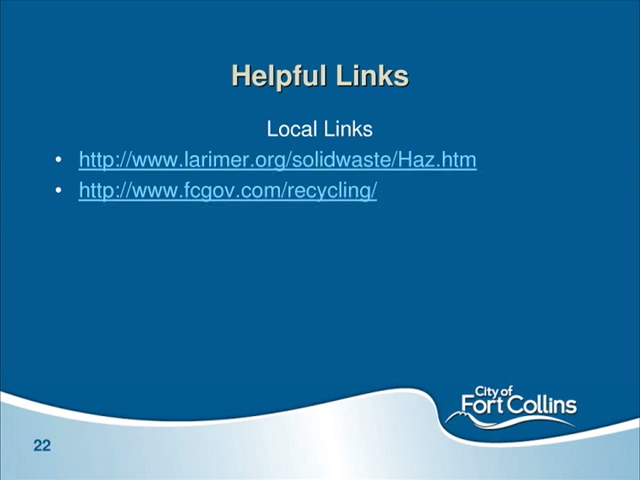 Helpful Links
Local Links
• http://www.larimer.org/solidwaste/Haz.htm
• http://www.fcgov.com/recycling/
City of
Fort Collins
22